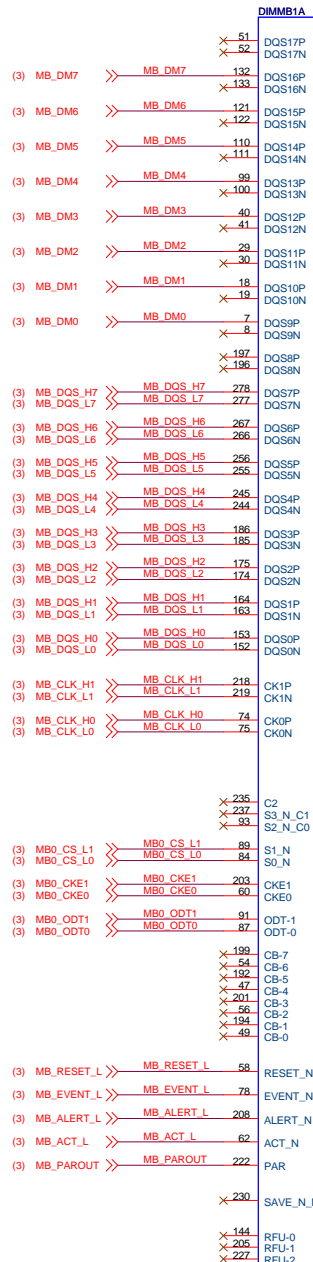 DIMMB1A
51 DQS17P
52 DQS17N
(3) MB_DM7 MB_DM7 132 DQS16P
133 DQS16N
(3) MB_DM6 MB_DM6 121 DQS15P
122 DQS15N
(3) MB_DM5 MB_DM5 110 DQS14P
111 DQS14N
(3) MB_DM4 MB_DM4 99 DQS13P
100 DQS13N
(3) MB_DM3 MB_DM3 40 DQS12P
41 DQS12N
(3) MB_DM2 MB_DM2 29 DQS11P
30 DQS11N
(3) MB_DM1 MB_DM1 18 DQS10P
19 DQS10N
(3) MB_DM0 MB_DM0 7 DQS9P
8 DQS9N
197 DQS8P
196 DQS8N
(3) MB_DQS_H7 MB_DQS_H7 278 DQS7P
(3) MB_DQS_L7 MB_DQS_L7 277 DQS7N
(3) MB_DQS_H6 MB_DQS_H6 267 DQS6P
(3) MB_DQS_L6 MB_DQS_L6 266 DQS6N
(3) MB_DQS_H5 MB_DQS_H5 256 DQS5P
(3) MB_DQS_L5 MB_DQS_L5 255 DQS5N
(3) MB_DQS_H4 MB_DQS_H4 245 DQS4P
(3) MB_DQS_L4 MB_DQS_L4 244 DQS4N
(3) MB_DQS_H3 MB_DQS_H3 186 DQS3P
(3) MB_DQS_L3 MB_DQS_L3 185 DQS3N
(3) MB_DQS_H2 MB_DQS_H2 175 DQS2P
(3) MB_DQS_L2 MB_DQS_L2 174 DQS2N
(3) MB_DQS_H1 MB_DQS_H1 164 DQS1P
(3) MB_DQS_L1 MB_DQS_L1 163 DQS1N
(3) MB_DQS_H0 MB_DQS_H0 153 DQS0P
(3) MB_DQS_L0 MB_DQS_L0 152 DQS0N
(3) MB_CLK_H1 MB_CLK_H1 218 CK1P
(3) MB_CLK_L1 MB_CLK_L1 219 CK1N
(3) MB_CLK_H0 MB_CLK_H0 74 CK0P
(3) MB_CLK_L0 MB_CLK_L0 75 CK0N
235 C2
237 S3_N_C1
93 S2_N_C0
(3) MB0_CS_L1 MB0_CS_L1 89 S1_N
(3) MB0_CS_L0 MB0_CS_L0 84 S0_N
(3) MB0_CKE1 MB0_CKE1 203 CKE1
(3) MB0_CKE0 MB0_CKE0 60 CKE0
(3) MB0_ODT1 MB0_ODT1 91 ODT-1
(3) MB0_ODT0 MB0_ODT0 87 ODT-0
199 CB-7
54 CB-6
192 CB-5
47 CB-4
201 CB-3
56 CB-2
194 CB-1
49 CB-0
(3) MB_RESET_L MB_RESET_L 58 RESET_N
(3) MB_EVENT_L MB_EVENT_L 78 EVENT_N
(3) MB_ALERT_L MB_ALERT_L 208 ALERT_N
(3) MB_ACT_L MB_ACT_L 62 ACT_N
(3) MB_PAROUT MB_PAROUT 222 PAR
230 SAVE_N_
144 RFU-0
205 RFU-1
227 RFU-2